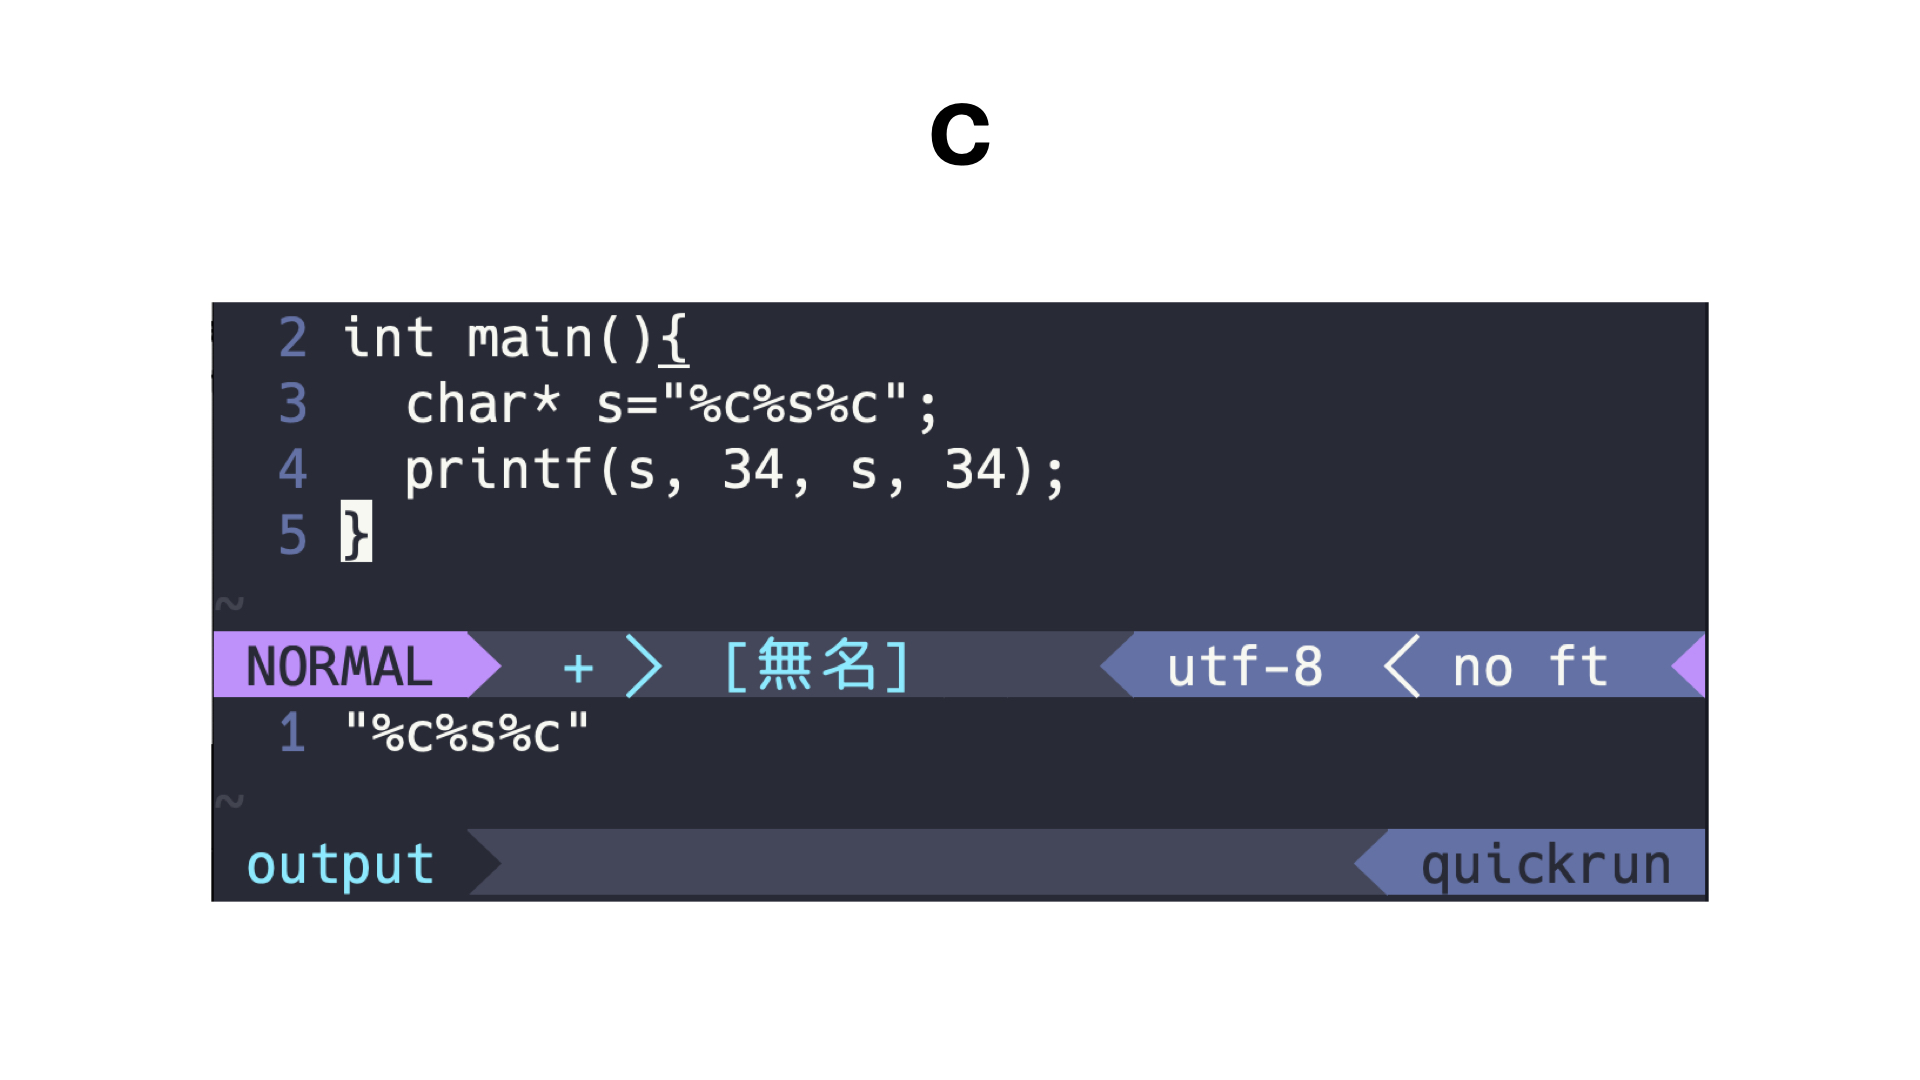 C
2 int main(){
3   char* s="%c%s%c";
4   printf(s, 34, s, 34);
5 }
~
NORMAL + [無名] utf-8 no ft
1 "%c%s%c"
~
output quickrun